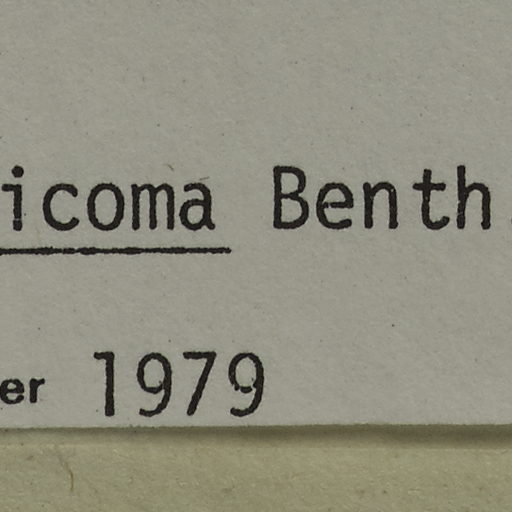 icoma Benth.
er 1979